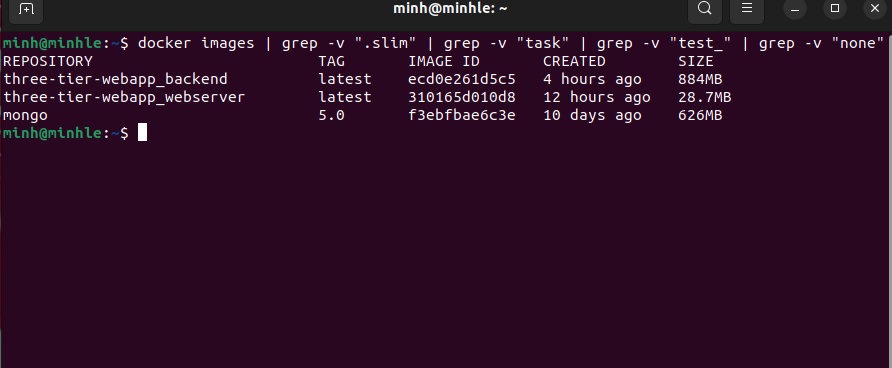 minh@minhle: ~
minh@minhle:~$ docker images | grep -v ".slim" | grep -v "task" | grep -v "test_" | grep -v "none"
REPOSITORY TAG IMAGE ID CREATED SIZE
three-tier-webapp_backend latest ecd0e261d5c5 4 hours ago 884MB
three-tier-webapp_webserver latest 310165d010d8 12 hours ago 28.7MB
mongo 5.0 f3ebfbae6c3e 10 days ago 626MB
minh@minhle:~$